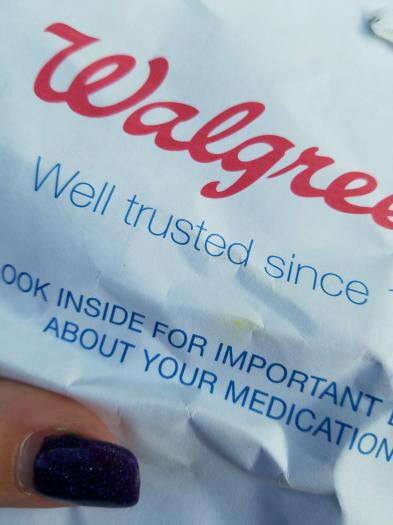 Walgree
Well trusted since
OOK INSIDE FOR IMPORTANT
ABOUT YOUR MEDICATION